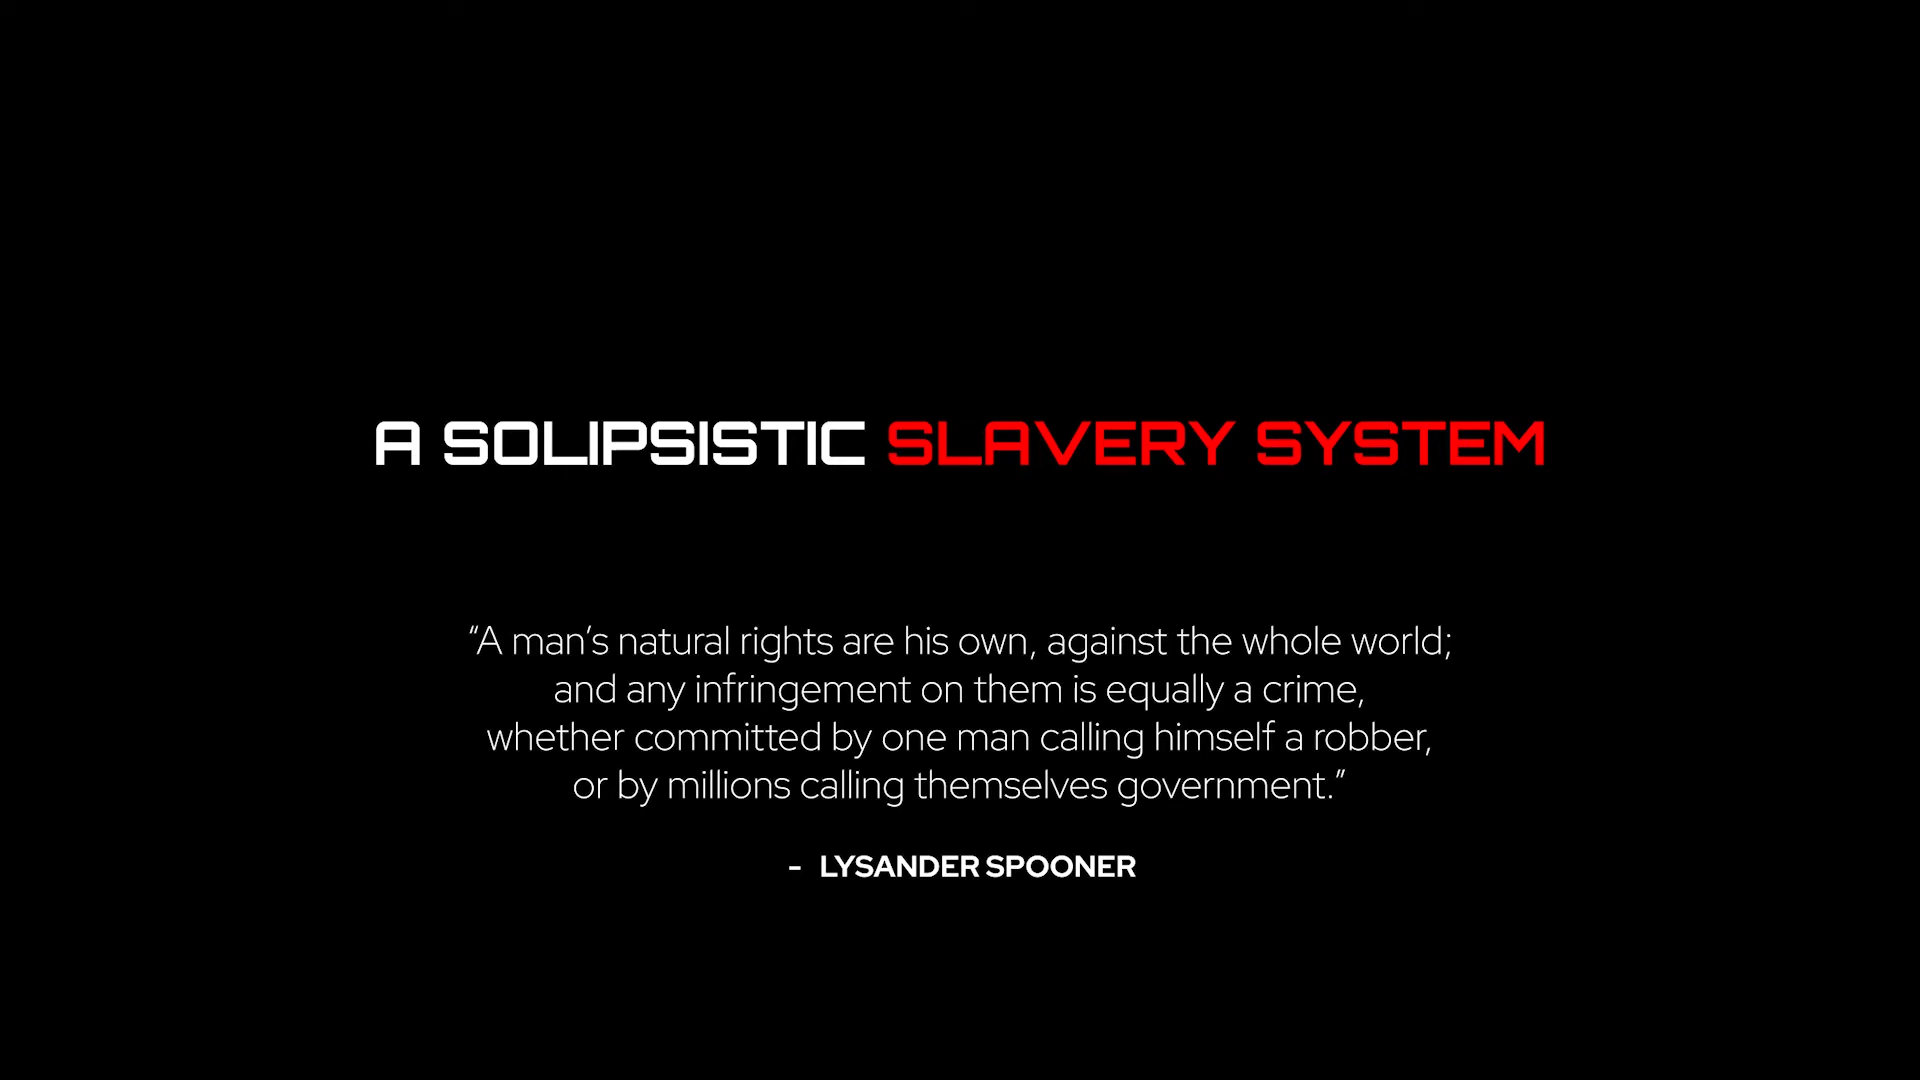 A SOLIPSISTIC SLAVERY SYSTEM
“A man’s natural rights are his own, against the whole world;
and any infringement on them is equally a crime,
whether committed by one man calling himself a robber,
or by millions calling themselves government.”
- LYSANDER SPOONER